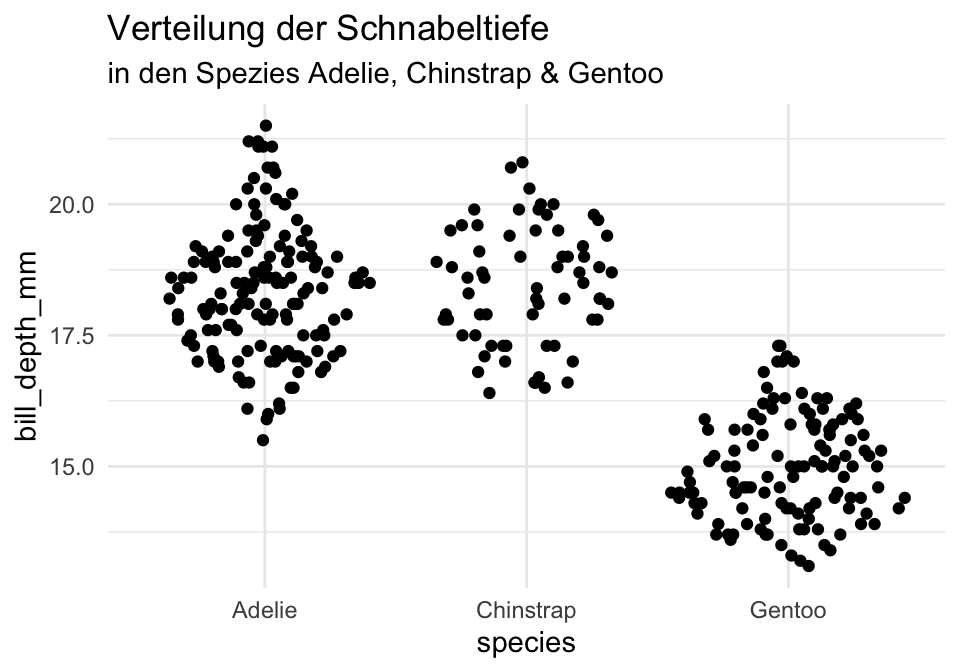 Verteilung der Schnabeltiefe
in den Spezies Adelie, Chinstrap & Gentoo
bill_depth_mm
20.0
17.5
15.0
Adelie Chinstrap Gentoo
species